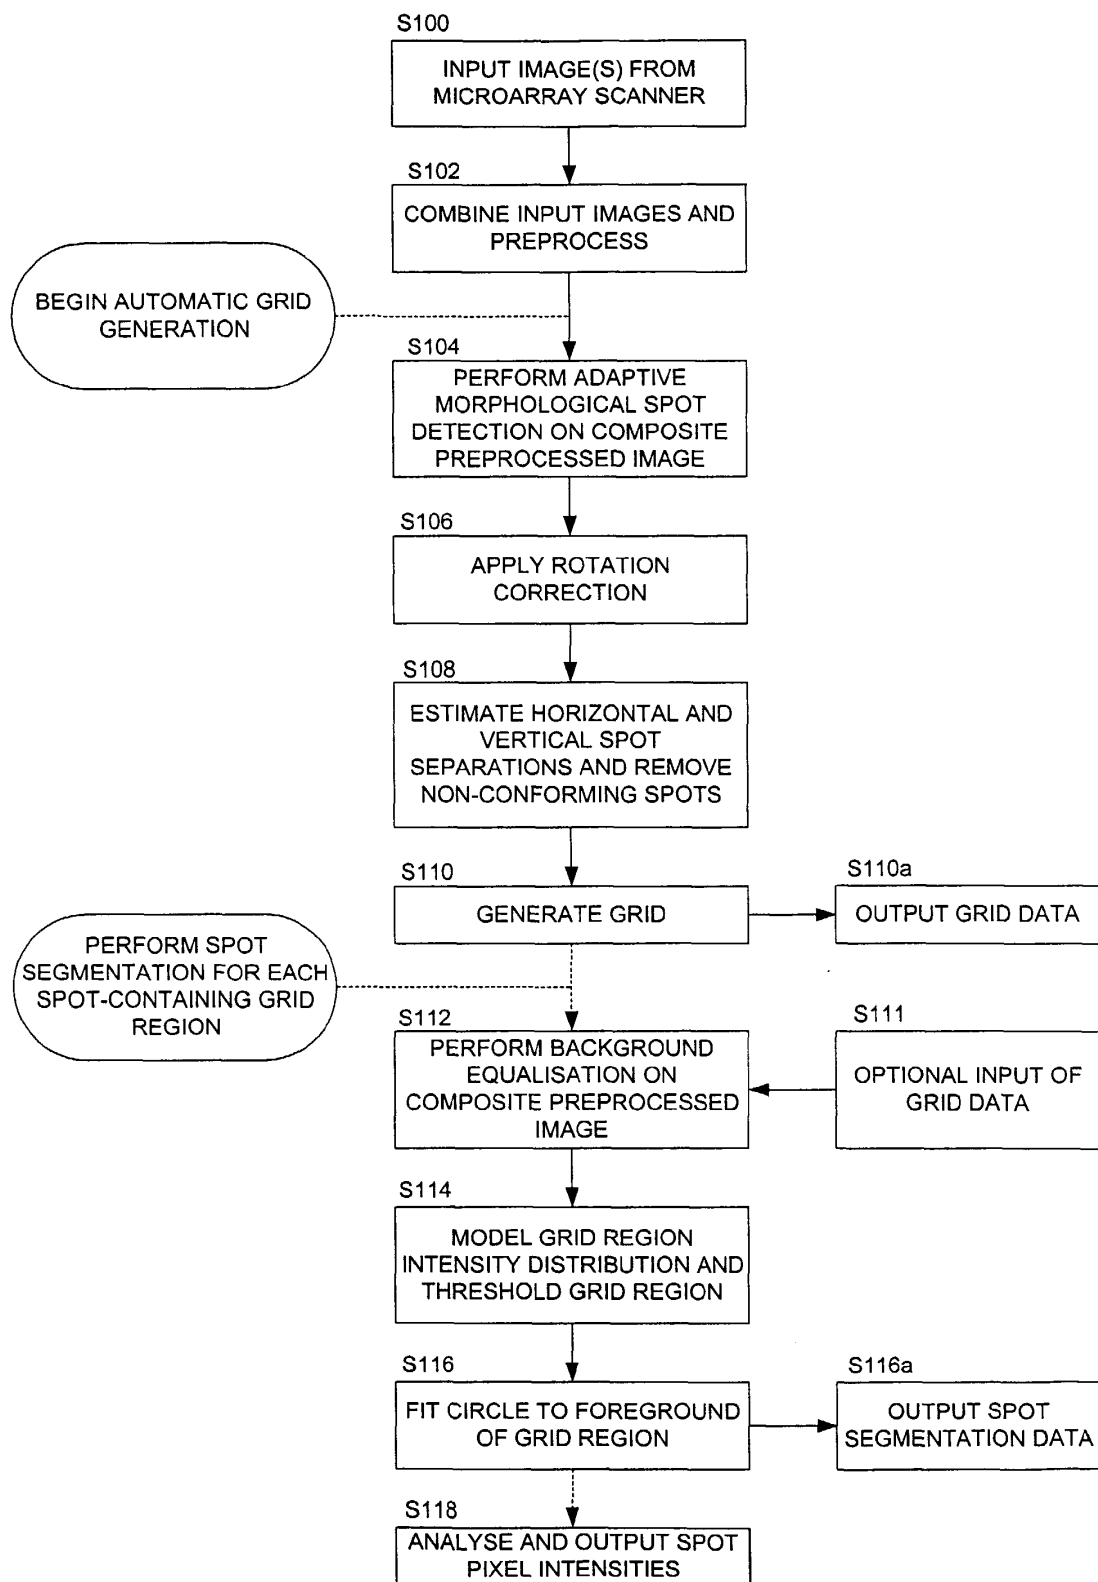 S100
INPUT IMAGE(S) FROM
MICROARRAY SCANNER
S102
COMBINE INPUT IMAGES AND
PREPROCESS
BEGIN AUTOMATIC GRID
GENERATION
S104
PERFORM ADAPTIVE
MORPHOLOGICAL SPOT
DETECTION ON COMPOSITE
PREPROCESSED IMAGE
S106
APPLY ROTATION
CORRECTION
S108
ESTIMATE HORIZONTAL AND
VERTICAL SPOT
SEPARATIONS AND REMOVE
NON-CONFORMING SPOTS
S110
GENERATE GRID
S110a
OUTPUT GRID DATA
PERFORM SPOT
SEGMENTATION FOR EACH
SPOT-CONTAINING GRID
REGION
S112
PERFORM BACKGROUND
EQUALISATION ON
COMPOSITE PREPROCESSED
IMAGE
S111
OPTIONAL INPUT OF
GRID DATA
S114
MODEL GRID REGION
INTENSITY DISTRIBUTION AND
THRESHOLD GRID REGION
S116
FIT CIRCLE TO FOREGROUND
OF GRID REGION
S116a
OUTPUT SPOT
SEGMENTATION DATA
S118
ANALYSE AND OUTPUT SPOT
PIXEL INTENSITIES